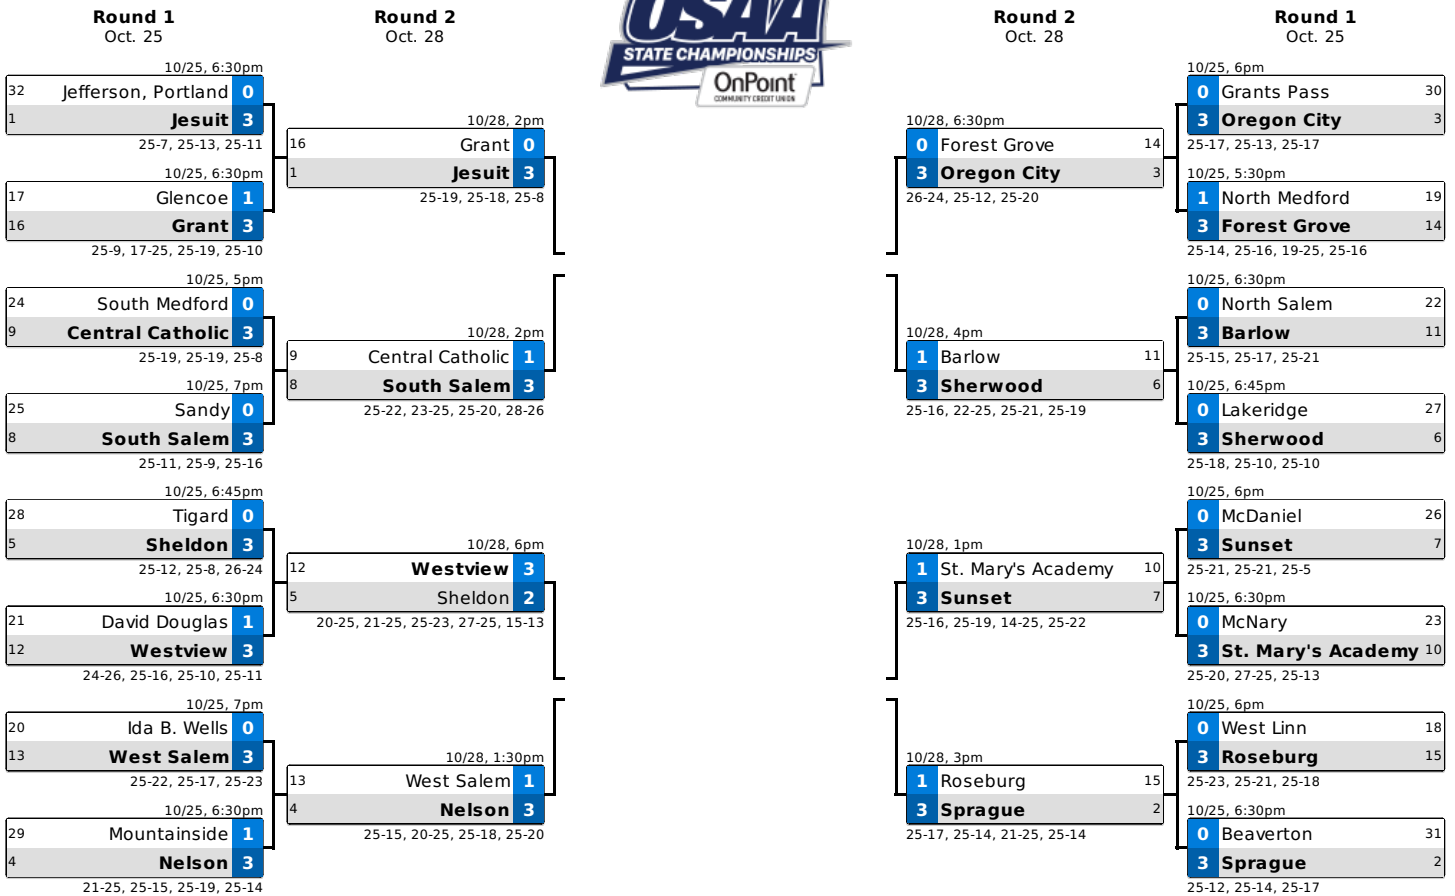 Round 1
Oct. 25
10/25, 6:30pm
32 Jefferson, Portland 0
1 Jesuit 3
25-7, 25-13, 25-11
10/25, 6:30pm
17 Glencoe 1
16 Grant 3
25-9, 17-25, 25-19, 25-10
10/25, 5pm
24 South Medford 0
9 Central Catholic 3
25-19, 25-19, 25-8
10/25, 7pm
25 Sandy 0
8 South Salem 3
25-11, 25-9, 25-16
10/25, 6:45pm
28 Tigard 0
5 Sheldon 3
25-12, 25-8, 26-24
10/25, 6:30pm
21 David Douglas 1
12 Westview 3
24-26, 25-16, 25-10, 25-11
10/25, 7pm
20 Ida B. Wells 0
13 West Salem 3
25-22, 25-17, 25-23
10/25, 6:30pm
29 Mountainside 1
4 Nelson 3
21-25, 25-15, 25-19, 25-14
Round 2
Oct. 28
10/28, 2pm
16 Grant 0
1 Jesuit 3
25-19, 25-18, 25-8
10/28, 2pm
9 Central Catholic 1
8 South Salem 3
25-22, 23-25, 25-20, 28-26
10/28, 6pm
12 Westview 3
5 Sheldon 2
20-25, 21-25, 25-23, 27-25, 15-13
10/28, 1:30pm
13 West Salem 1
4 Nelson 3
25-15, 20-25, 25-18, 25-20
OSAA
STATE CHAMPIONSHIPS
OnPoint
COMMUNITY CREDIT UNION
Round 2
Oct. 28
10/28, 6:30pm
0 Forest Grove 14
3 Oregon City 3
26-24, 25-12, 25-20
10/28, 4pm
1 Barlow 11
3 Sherwood 6
25-16, 22-25, 25-21, 25-19
10/28, 1pm
1 St. Mary's Academy 10
3 Sunset 7
25-16, 25-19, 14-25, 25-22
10/28, 3pm
1 Roseburg 15
3 Sprague 2
25-17, 25-14, 21-25, 25-14
Round 1
Oct. 25
10/25, 6pm
0 Grants Pass 30
3 Oregon City 3
25-17, 25-13, 25-17
10/25, 5:30pm
1 North Medford 19
3 Forest Grove 14
25-14, 25-16, 19-25, 25-16
10/25, 6:30pm
0 North Salem 22
3 Barlow 11
25-15, 25-17, 25-21
10/25, 6:45pm
0 Lakeridge 27
3 Sherwood 6
25-18, 25-10, 25-10
10/25, 6pm
0 McDaniel 26
3 Sunset 7
25-21, 25-21, 25-5
10/25, 6:30pm
0 McNary 23
3 St. Mary's Academy 10
25-20, 27-25, 25-13
10/25, 6pm
0 West Linn 18
3 Roseburg 15
25-23, 25-21, 25-18
10/25, 6:30pm
0 Beaverton 31
3 Sprague 2
25-12, 25-14, 25-17